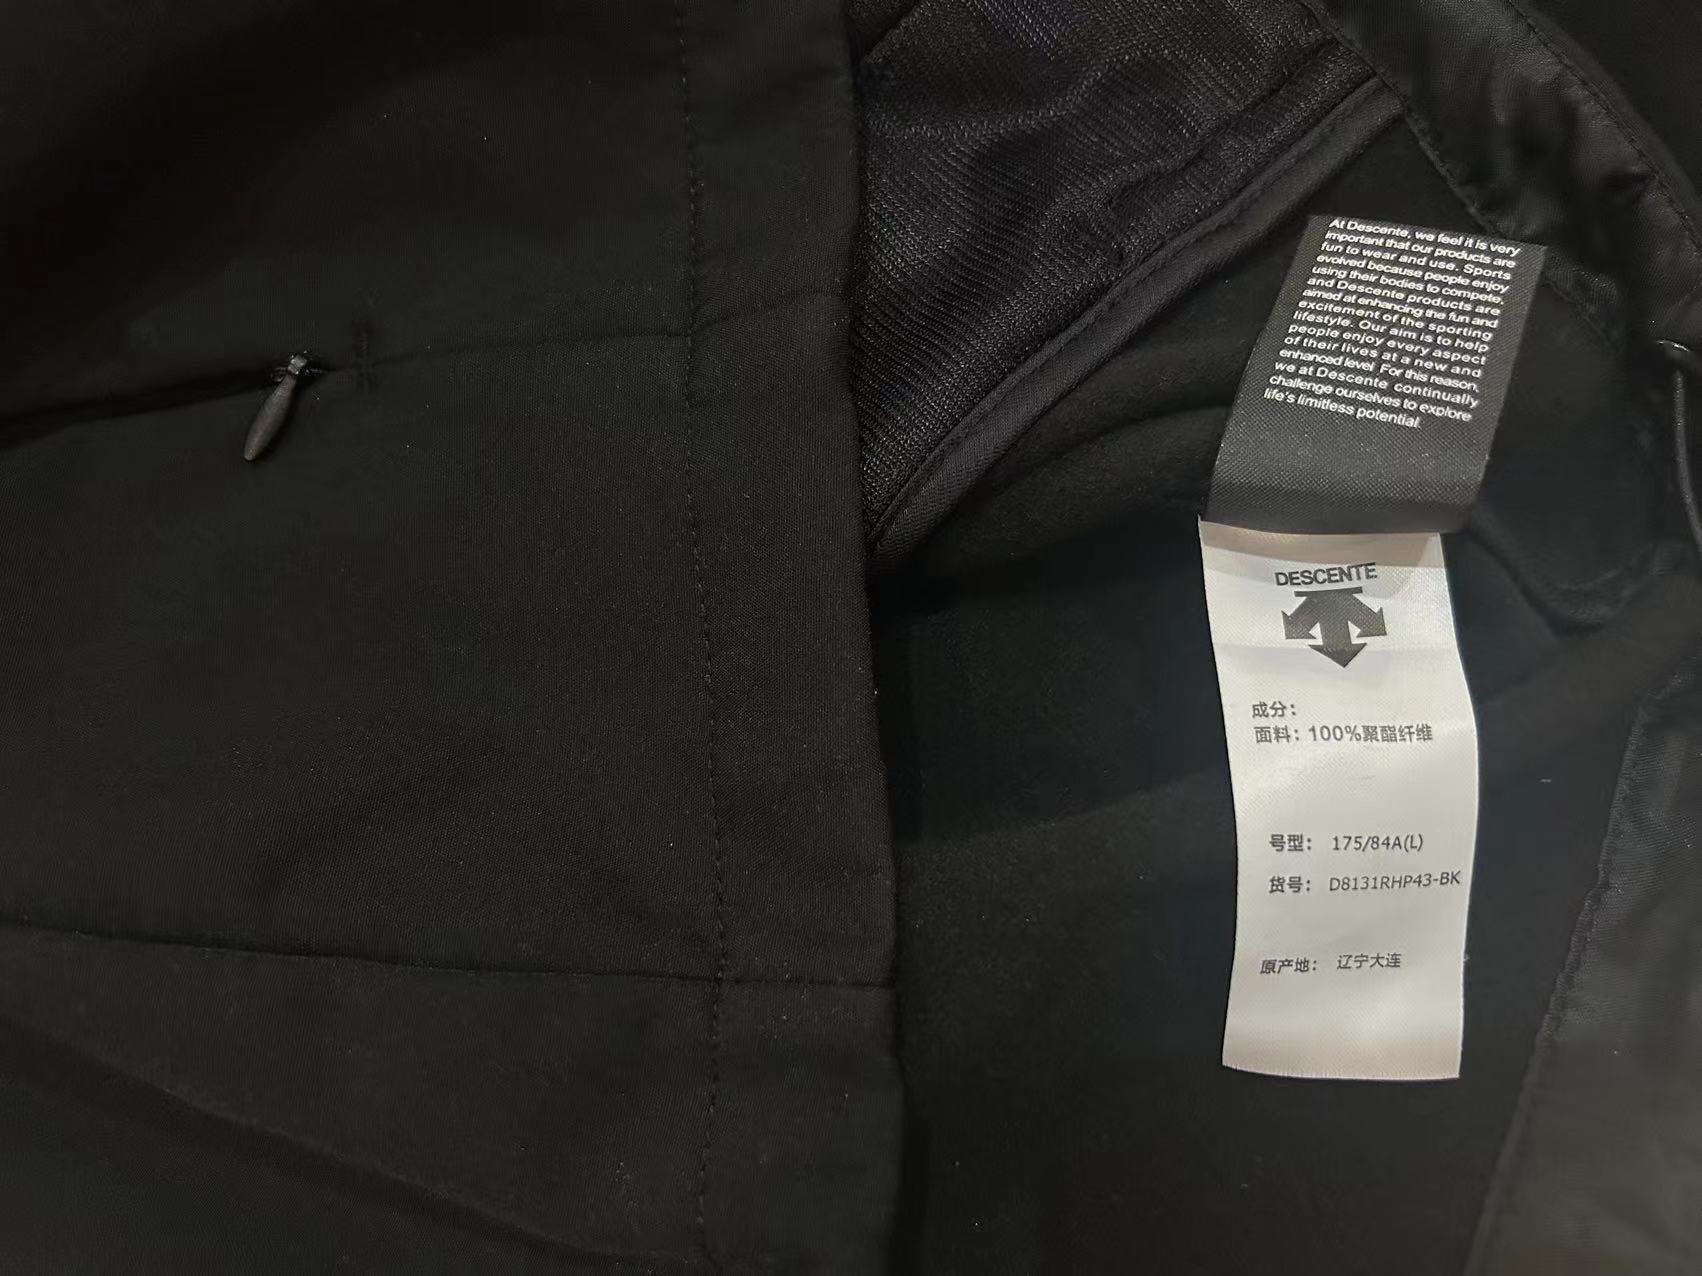 At Descente, we feel it is very
important that our products are
fun to wear and use. Sports
evolved because people enjoy
using their bodies to compete,
and Descente products are
aimed at enhancing the fun and
excitement of the sporting
lifestyle. Our aim is to help
people enjoy every aspect
of their lives at a new and
enhanced level. For this reason,
we at Descente continually
challenge ourselves to explore
life's limitless potential
DESCENTE
成分：
面料：100%聚酯纤维
号型： 175/84A(L)
货号： D8131RHP43-BK
原产地： 辽宁大连